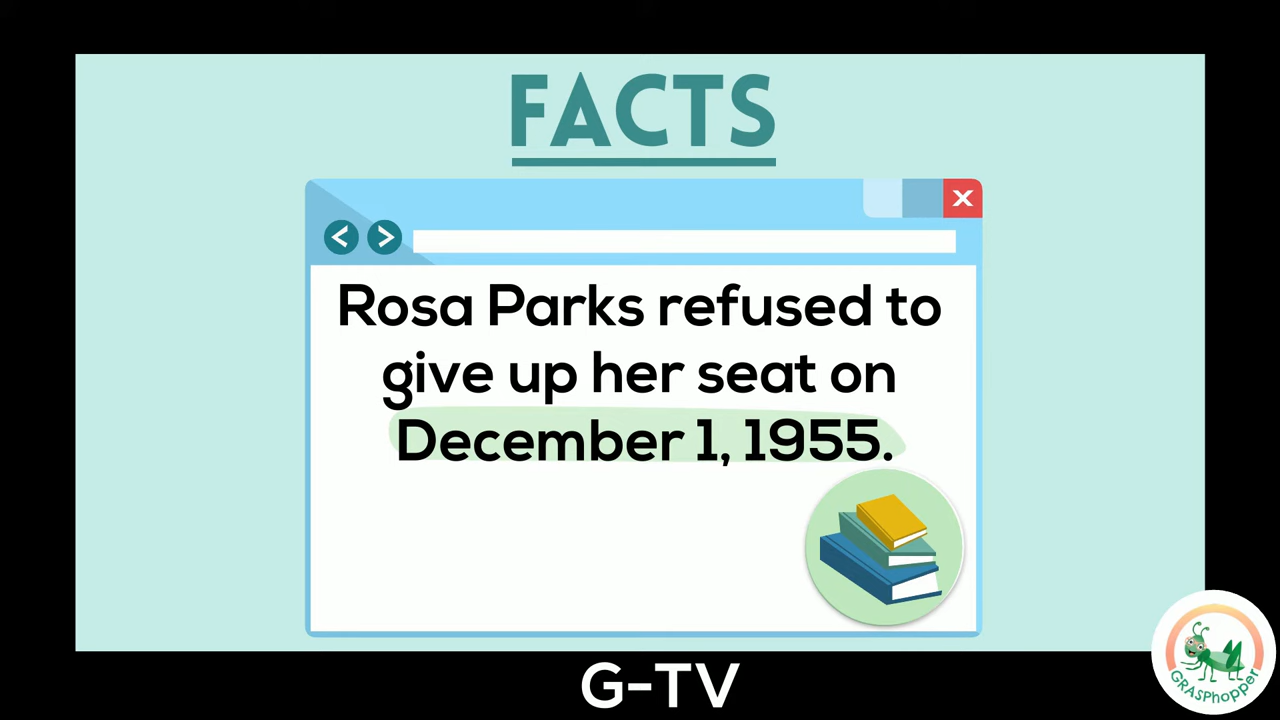 FACTS
Rosa Parks refused to
give up her seat on
December 1, 1955.
G-TV
GRASPhopper